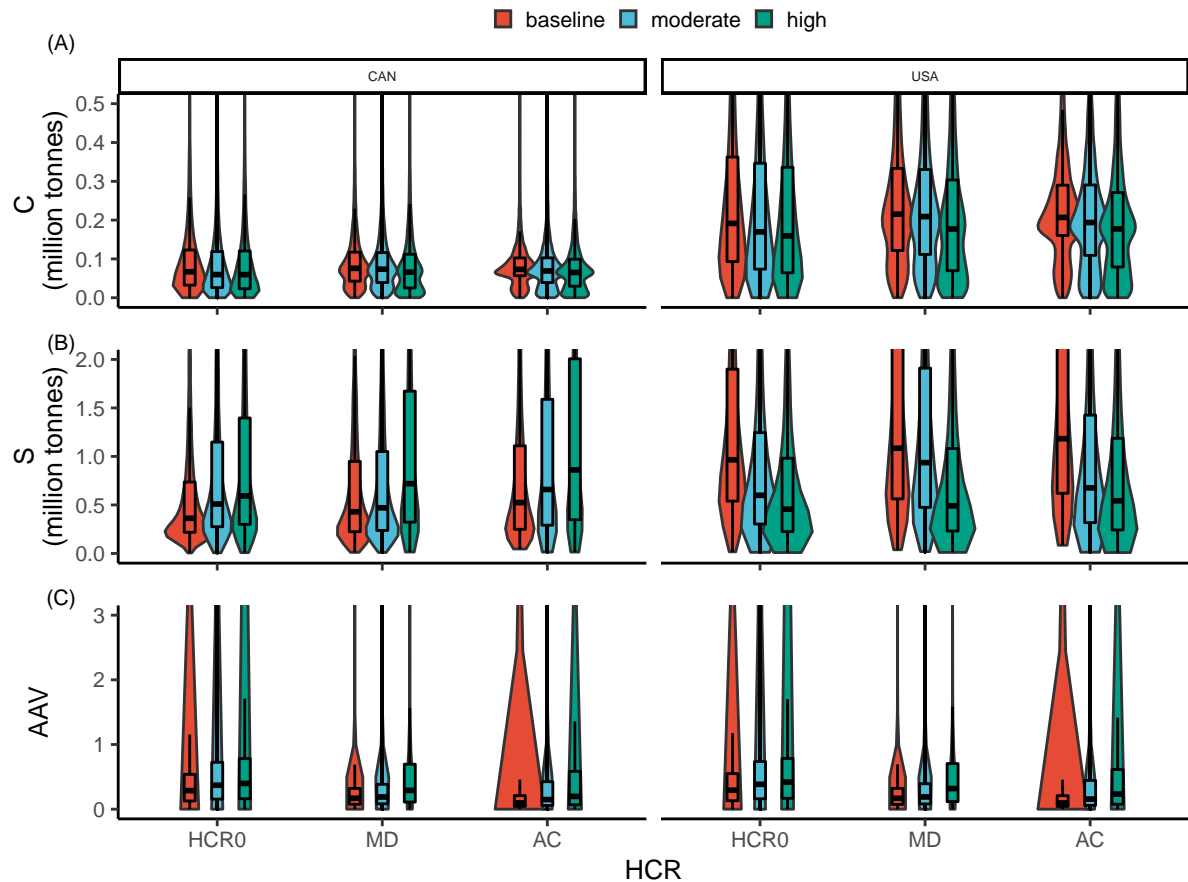 baseline moderate high
(A)
CAN USA
C
(million tonnes)
0.5
0.4
0.3
0.2
0.1
0.0
(B)
S
(million tonnes)
2.0
1.5
1.0
0.5
0.0
(C)
AAV
3
2
1
0
HCR0 MD AC HCR0 MD AC
HCR